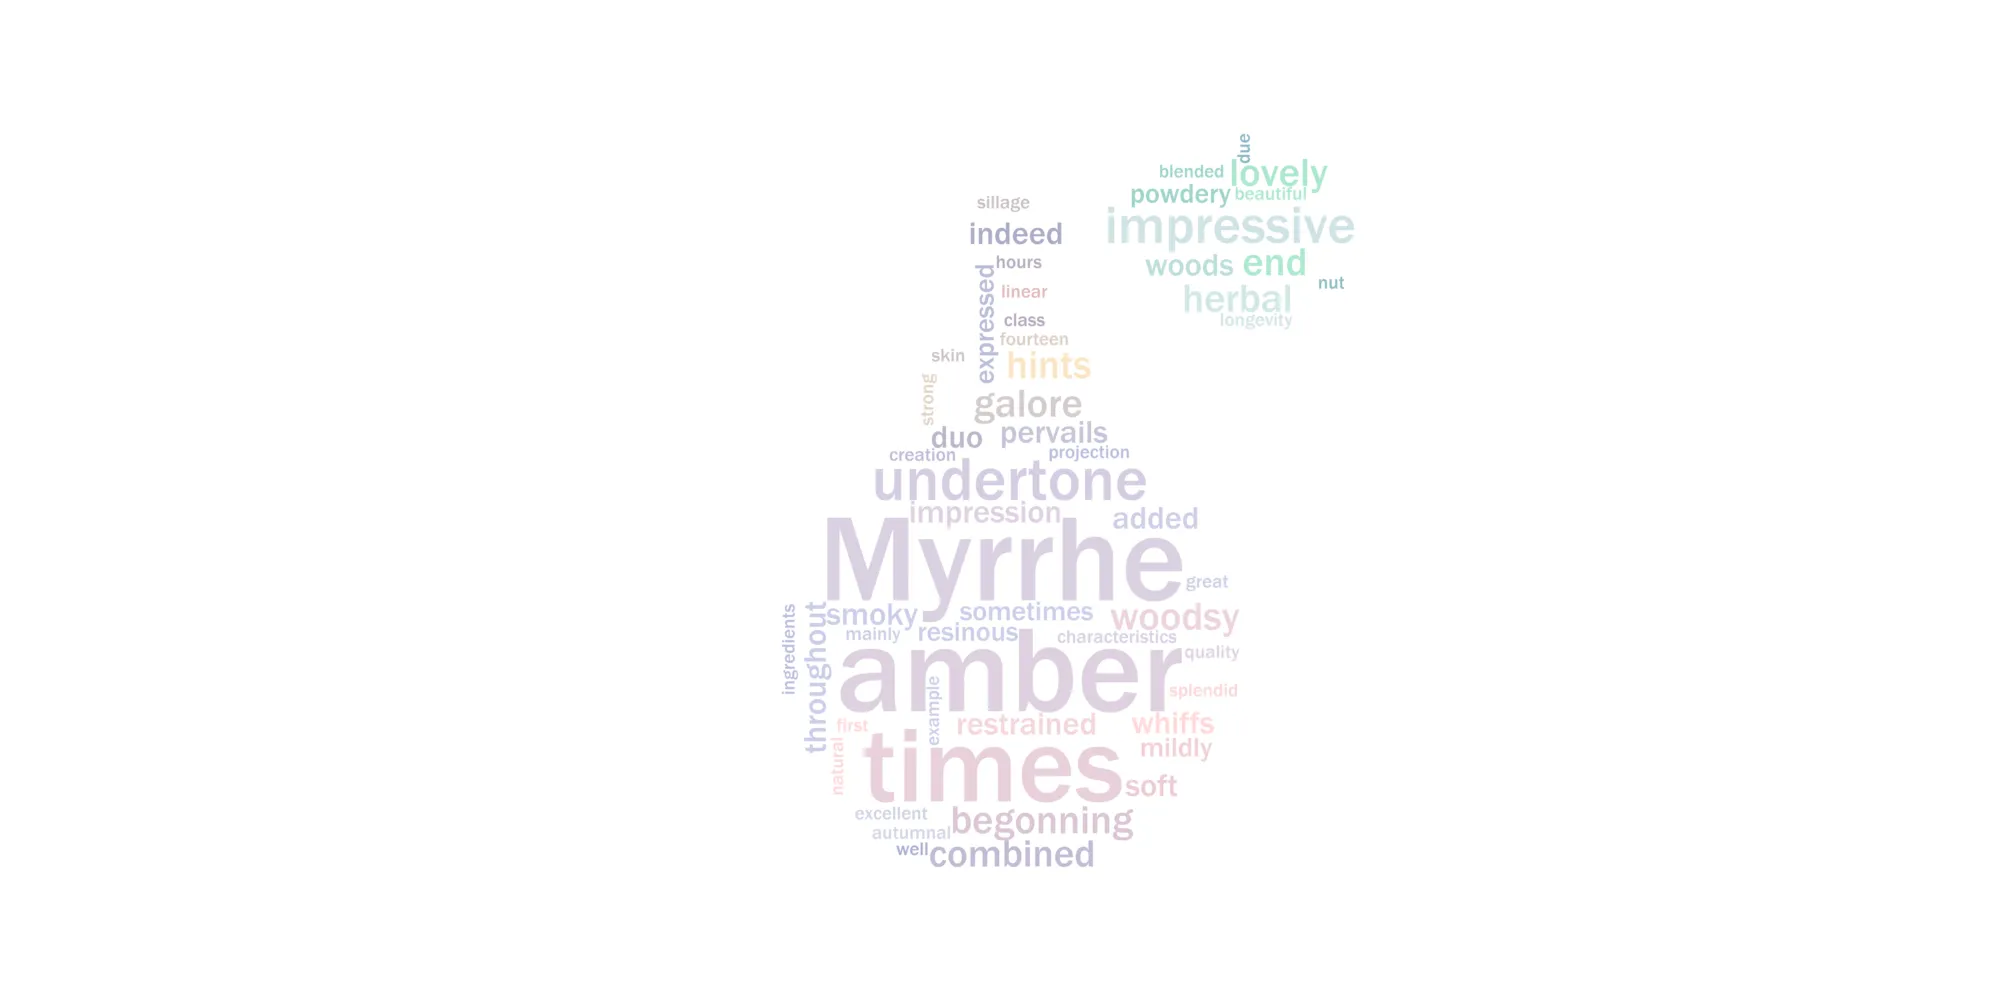 due
blended
lovely
powdery
beautiful
sillage
impressive
indeed
hours
woods
end
expressed
linear
nut
herbal
class
longevity
fourteen
skin
hints
strong
galore
duo
pervails
creation
projection
undertone
impression
added
Myrrhe
great
smoky
sometimes
woodsy
ingredients
throughout
mainly
resinous
characteristics
amber
quality
example
splendid
first
restrained
whiffs
natural
times
mildly
soft
excellent
begonning
autumnal
well
combined